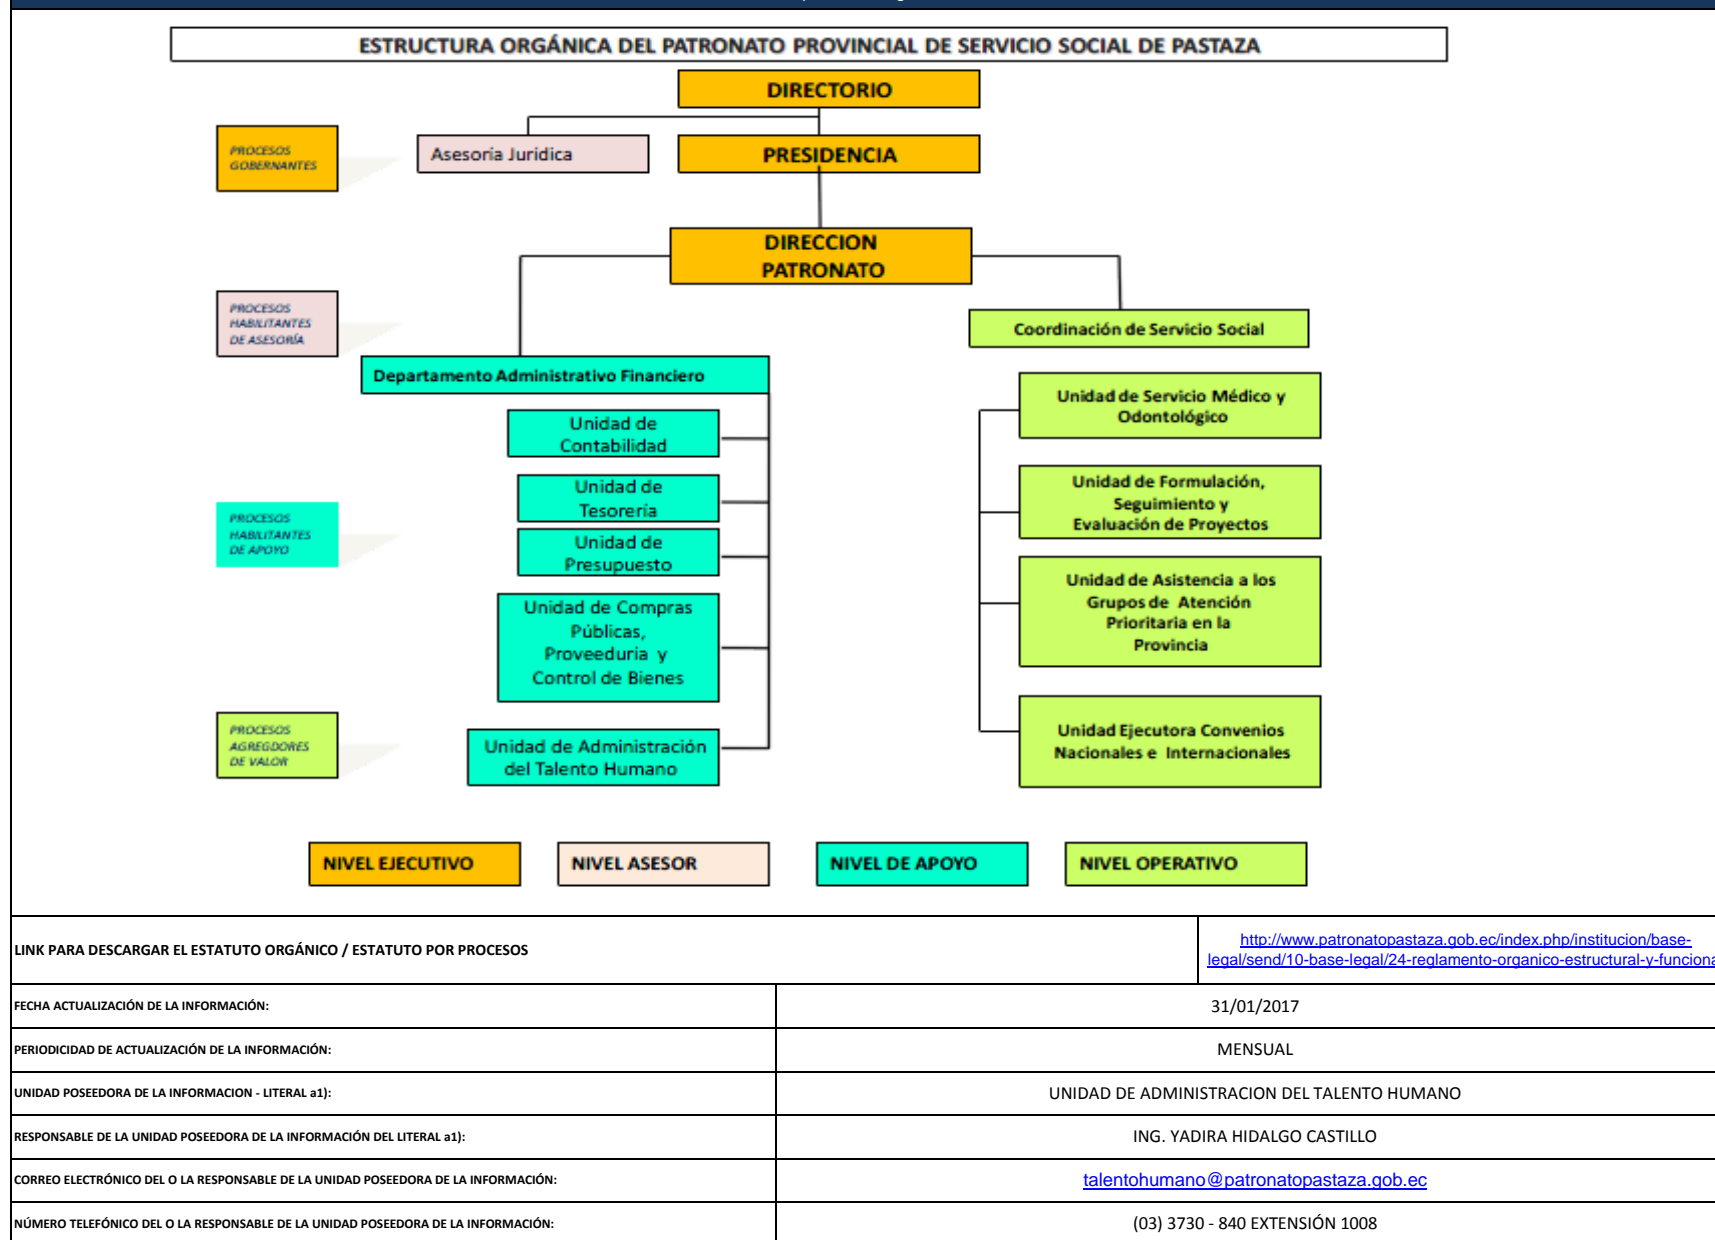 ESTRUCTURA ORGÁNICA DEL PATRONATO PROVINCIAL DE SERVICIO SOCIAL DE PASTAZA
DIRECTORIO
PROCESOS
GOBERNANTES
Asesoria Juridica
PRESIDENCIA
DIRECCION
PATRONATO
PROCESOS
HABILITANTES
DE ASESORÍA
Coordinación de Servicio Social
Departamento Administrativo Financiero
Unidad de
Contabilidad
Unidad de
Tesorería
Unidad de
Presupuesto
Unidad de Compras
Públicas,
Proveeduria y
Control de Bienes
Unidad de Administración
del Talento Humano
Unidad de Servicio Médico y
Odontológico
Unidad de Formulación,
Seguimiento y
Evaluación de Proyectos
Unidad de Asistencia a los
Grupos de Atención
Prioritaria en la
Provincia
Unidad Ejecutora Convenios
Nacionales e Internacionales
PROCESOS
HABILITANTES
DE APOYO
PROCESOS
AGREGDORES
DE VALOR
NIVEL EJECUTIVO
NIVEL ASESOR
NIVEL DE APOYO
NIVEL OPERATIVO
LINK PARA DESCARGAR EL ESTATUTO ORGÁNICO / ESTATUTO POR PROCESOS
http://www.patronatopastaza.gob.ec/index.php/institucion/base-
legal/send/10-base-legal/24-reglamento-organico-estructural-y-funciona
FECHA ACTUALIZACIÓN DE LA INFORMACIÓN:
31/01/2017
PERIODICIDAD DE ACTUALIZACIÓN DE LA INFORMACIÓN:
MENSUAL
UNIDAD POSEEDORA DE LA INFORMACION - LITERAL a1):
UNIDAD DE ADMINISTRACION DEL TALENTO HUMANO
RESPONSABLE DE LA UNIDAD POSEEDORA DE LA INFORMACIÓN DEL LITERAL a1):
ING. YADIRA HIDALGO CASTILLO
CORREO ELECTRÓNICO DEL O LA RESPONSABLE DE LA UNIDAD POSEEDORA DE LA INFORMACIÓN:
talentohumano@patronatopastaza.gob.ec
NÚMERO TELEFÓNICO DEL O LA RESPONSABLE DE LA UNIDAD POSEEDORA DE LA INFORMACIÓN:
(03) 3730 - 840 EXTENSIÓN 1008